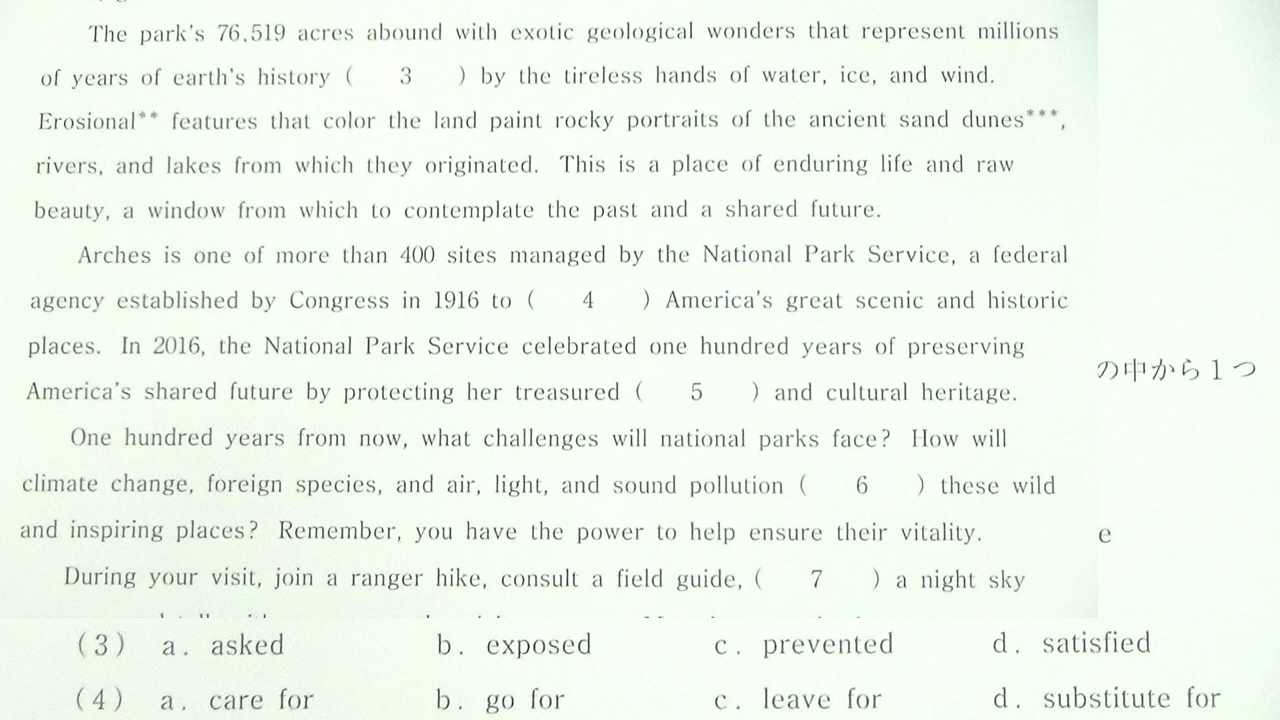 The park's 76,519 acres abound with exotic geological wonders that represent millions
of years of earth's history ( 3 ) by the tireless hands of water, ice, and wind.
Erosional** features that color the land paint rocky portraits of the ancient sand dunes***,
rivers, and lakes from which they originated. This is a place of enduring life and raw
beauty, a window from which to contemplate the past and a shared future.
Arches is one of more than 400 sites managed by the National Park Service, a federal
agency established by Congress in 1916 to ( 4 ) America's great scenic and historic
places. In 2016, the National Park Service celebrated one hundred years of preserving
の中から1つ
America's shared future by protecting her treasured ( 5 ) and cultural heritage.
One hundred years from now, what challenges will national parks face? How will
climate change, foreign species, and air, light, and sound pollution ( 6 ) these wild
and inspiring places? Remember, you have the power to help ensure their vitality.
e
During your visit, join a ranger hike, consult a field guide, ( 7 ) a night sky
(3) a. asked b. exposed c. prevented d. satisfied
(4) a. care for b. go for c. leave for d. substitute for